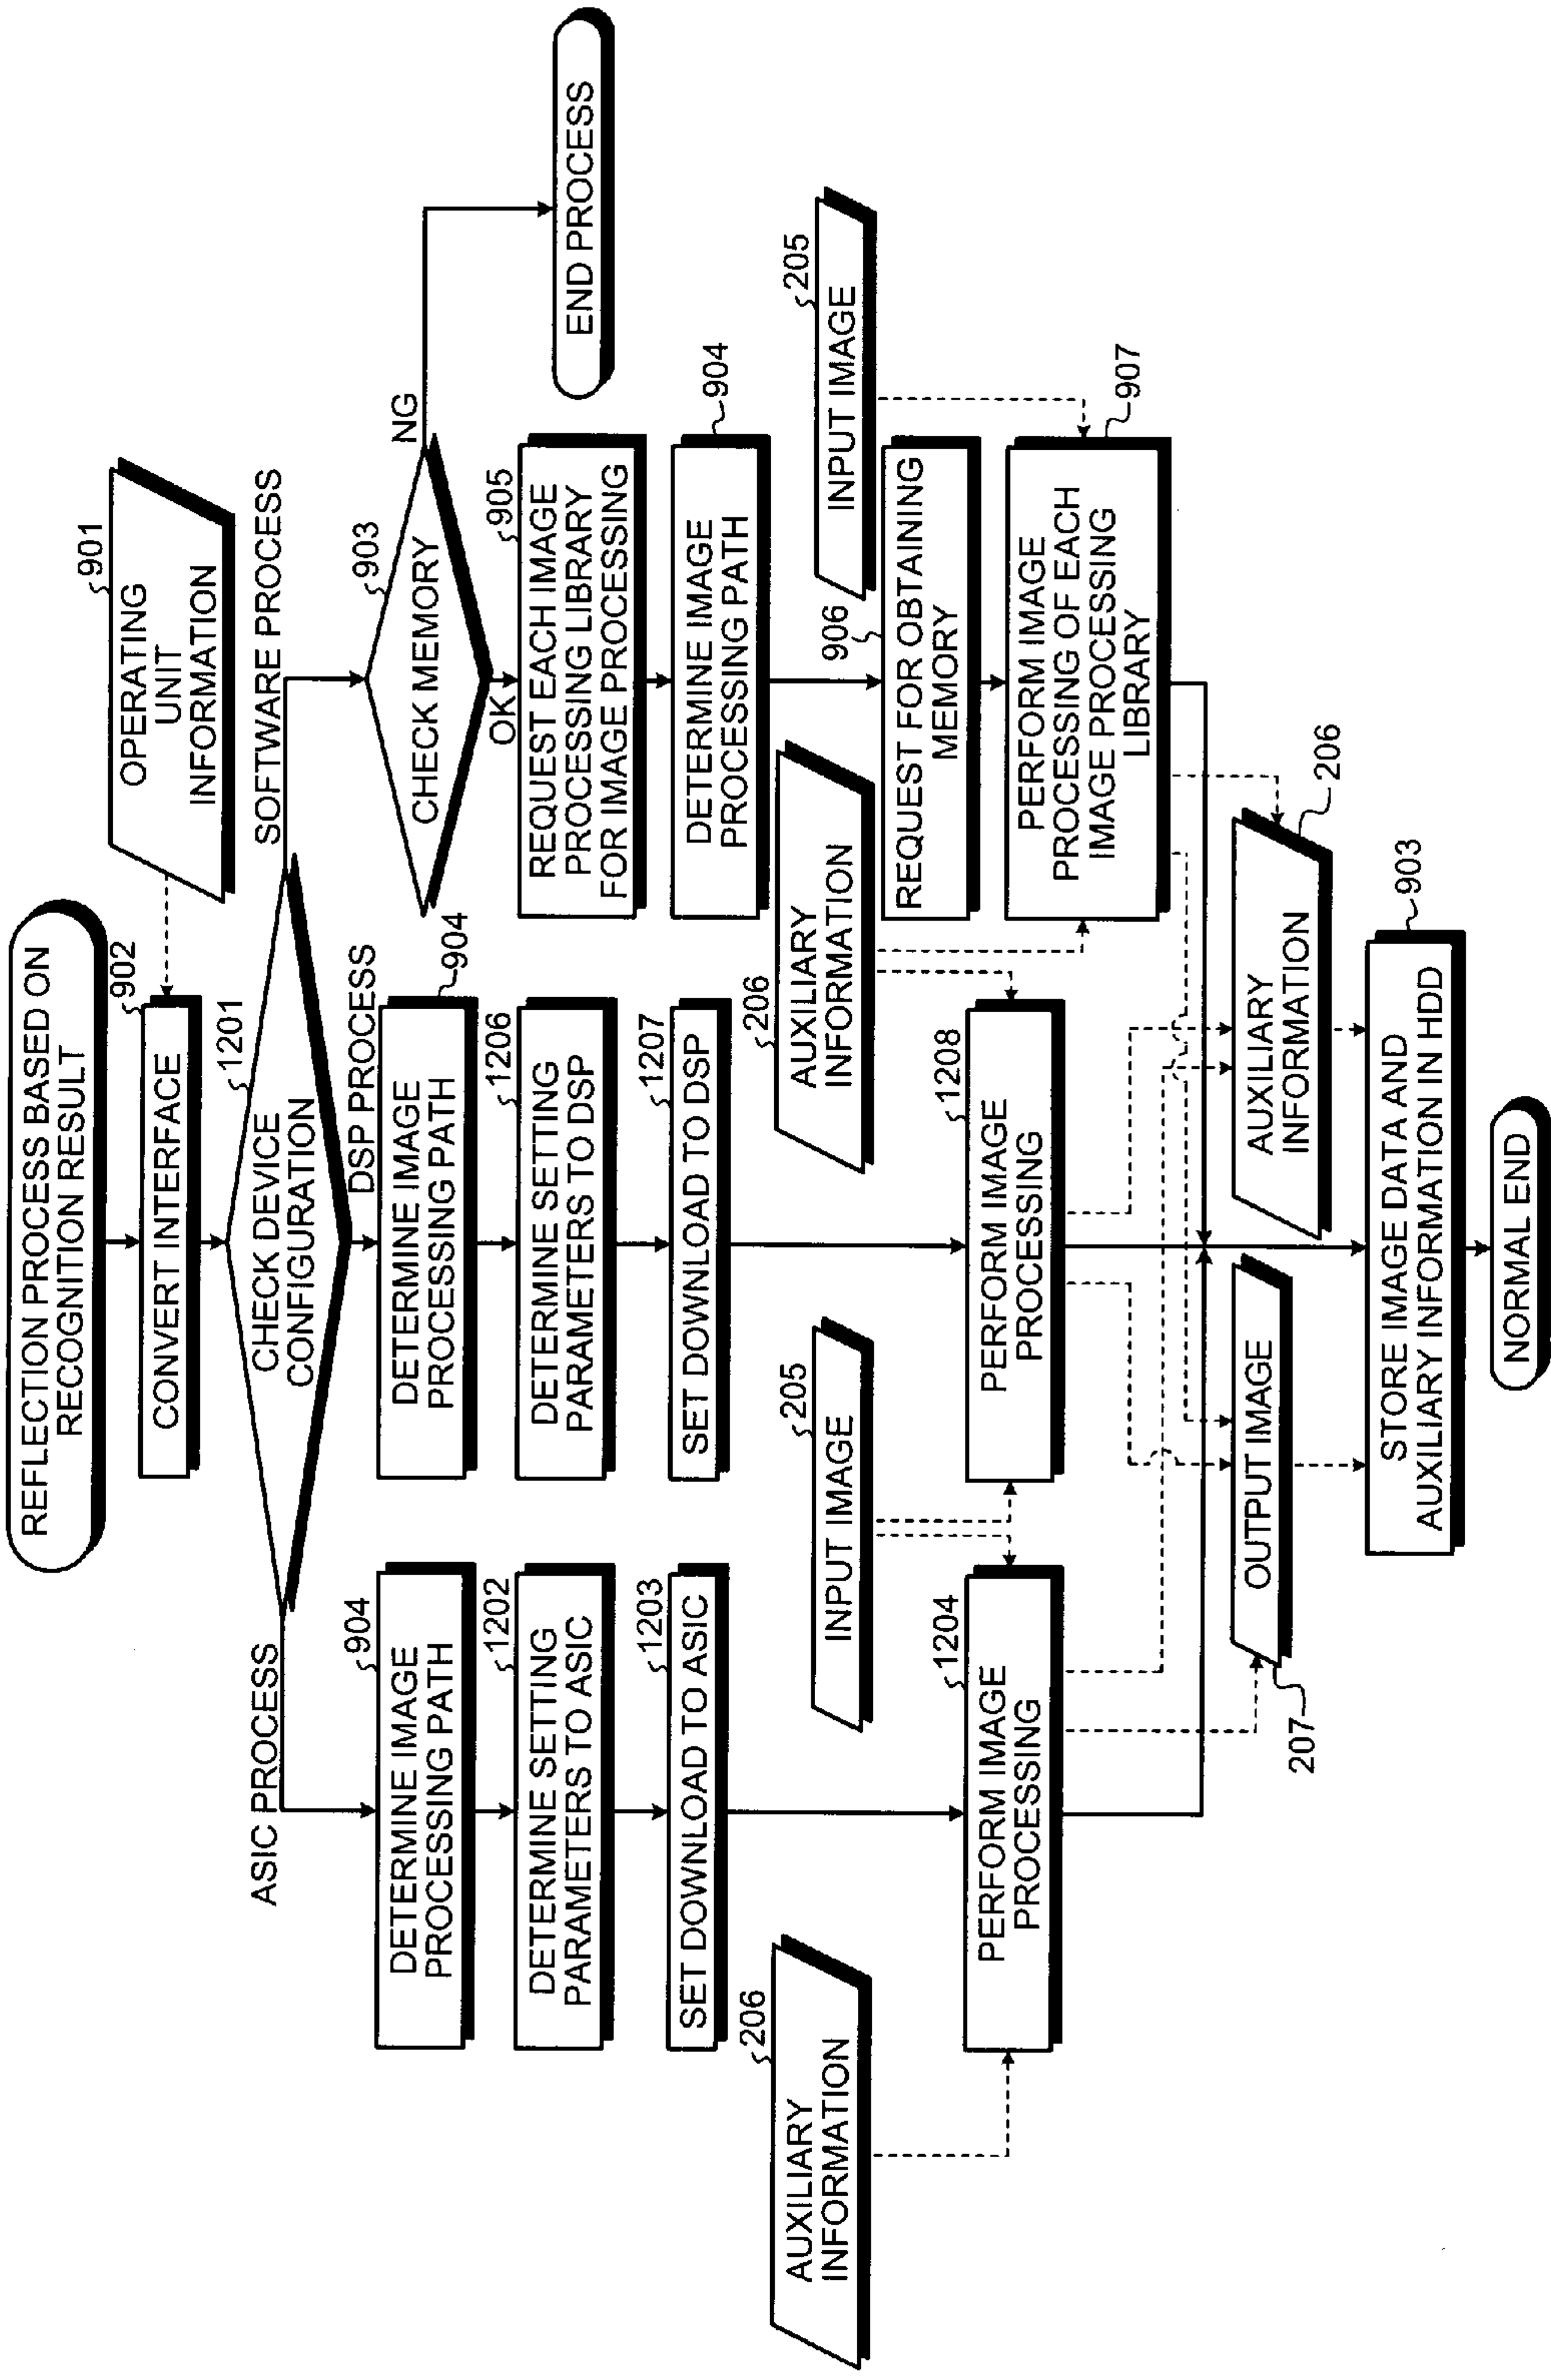 REFLECTION PROCESS BASED ON
RECOGNITION RESULT
901
OPERATING
UNIT
INFORMATION
902
CONVERT INTERFACE
1201
CHECK DEVICE
CONFIGURATION
ASIC PROCESS
DSP PROCESS
SOFTWARE PROCESS
904
DETERMINE IMAGE
PROCESSING PATH
1202
DETERMINE SETTING
PARAMETERS TO ASIC
1203
SET DOWNLOAD TO ASIC
206
AUXILIARY
INFORMATION
205
INPUT IMAGE
1204
PERFORM IMAGE
PROCESSING
904
DETERMINE IMAGE
PROCESSING PATH
1206
DETERMINE SETTING
PARAMETERS TO DSP
1207
SET DOWNLOAD TO DSP
206
AUXILIARY
INFORMATION
1208
PERFORM IMAGE
PROCESSING
903
CHECK MEMORY
NG
END PROCESS
OK
905
REQUEST EACH IMAGE
PROCESSING LIBRARY
FOR IMAGE PROCESSING
904
DETERMINE IMAGE
PROCESSING PATH
205
INPUT IMAGE
906
REQUEST FOR OBTAINING
MEMORY
907
PERFORM IMAGE
PROCESSING OF EACH
IMAGE PROCESSING
LIBRARY
207
OUTPUT IMAGE
206
AUXILIARY
INFORMATION
903
STORE IMAGE DATA AND
AUXILIARY INFORMATION IN HDD
NORMAL END